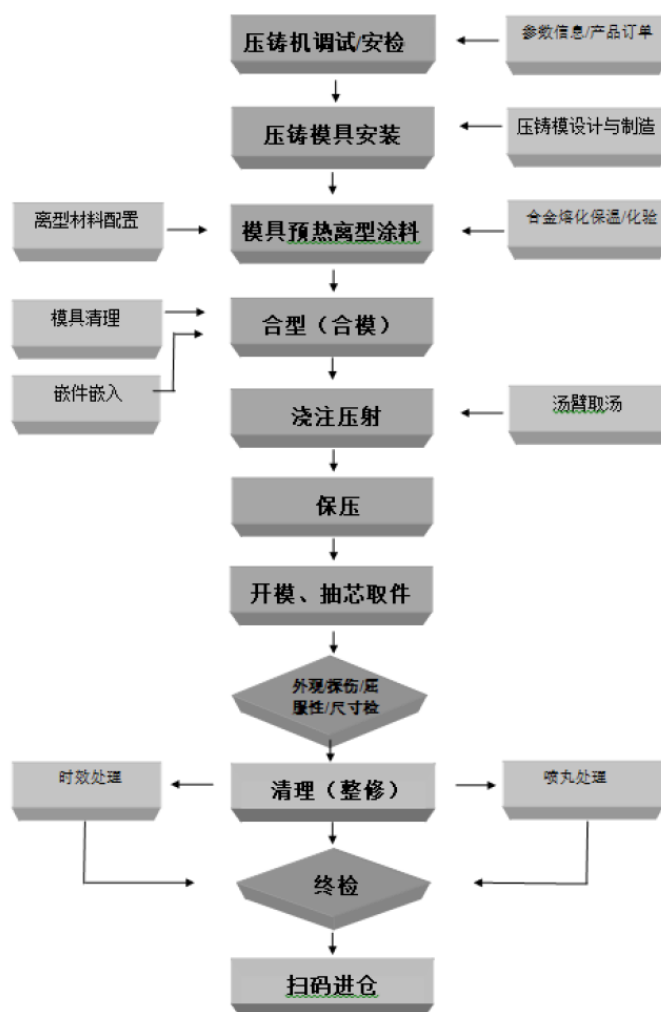 压铸机调试/安检
参数信息/产品订单
压铸模具安装
压铸模设计与制造
离型材料配置
模具预热离型涂料
合金熔化保温/化验
模具清理
合型（合模）
嵌件嵌入
浇注压射
汤臂取汤
保压
开模、抽芯取件
外观/探伤/屈
服性/尺寸检
时效处理
清理（整修）
喷丸处理
终检
扫码进仓